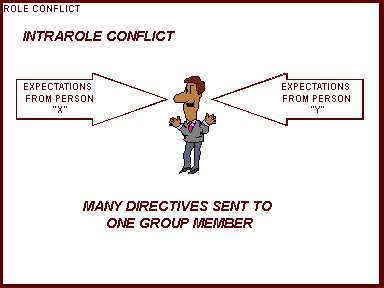 ROLE CONFLICT
INTRAROLE CONFLICT
EXPECTATIONS
FROM PERSON
"X"
EXPECTATIONS
FROM PERSON
"Y"
MANY DIRECTIVES SENT TO
ONE GROUP MEMBER